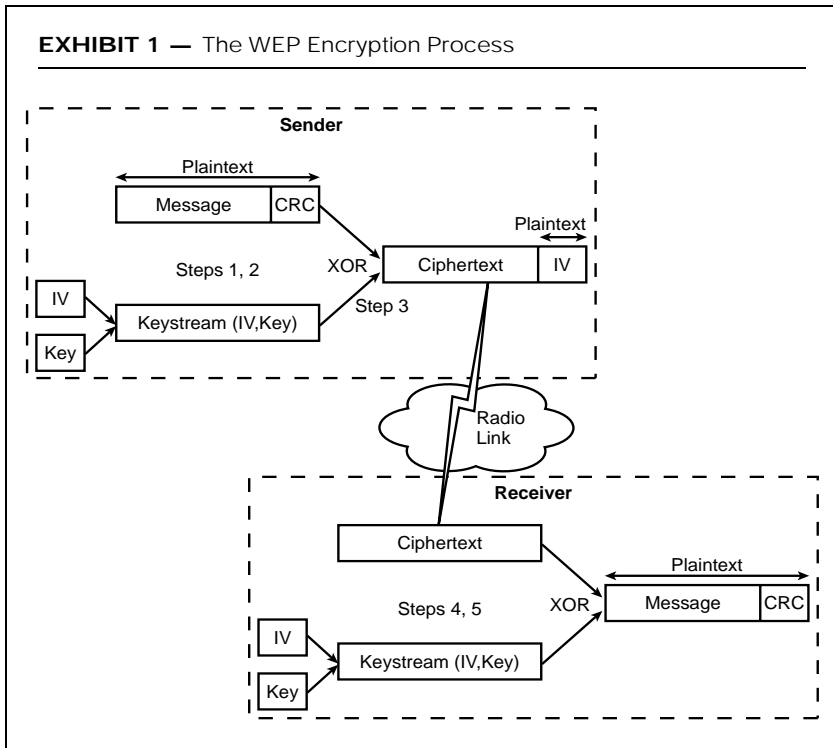 EXHIBIT 1 — The WEP Encryption Process
Sender
Plaintext
Message
CRC
Plaintext
Steps 1, 2
XOR
Ciphertext
IV
IV
Step 3
Keystream (IV,Key)
Key
Radio
Link
Receiver
Ciphertext
Plaintext
Steps 4, 5
XOR
Message
CRC
IV
Keystream (IV,Key)
Key